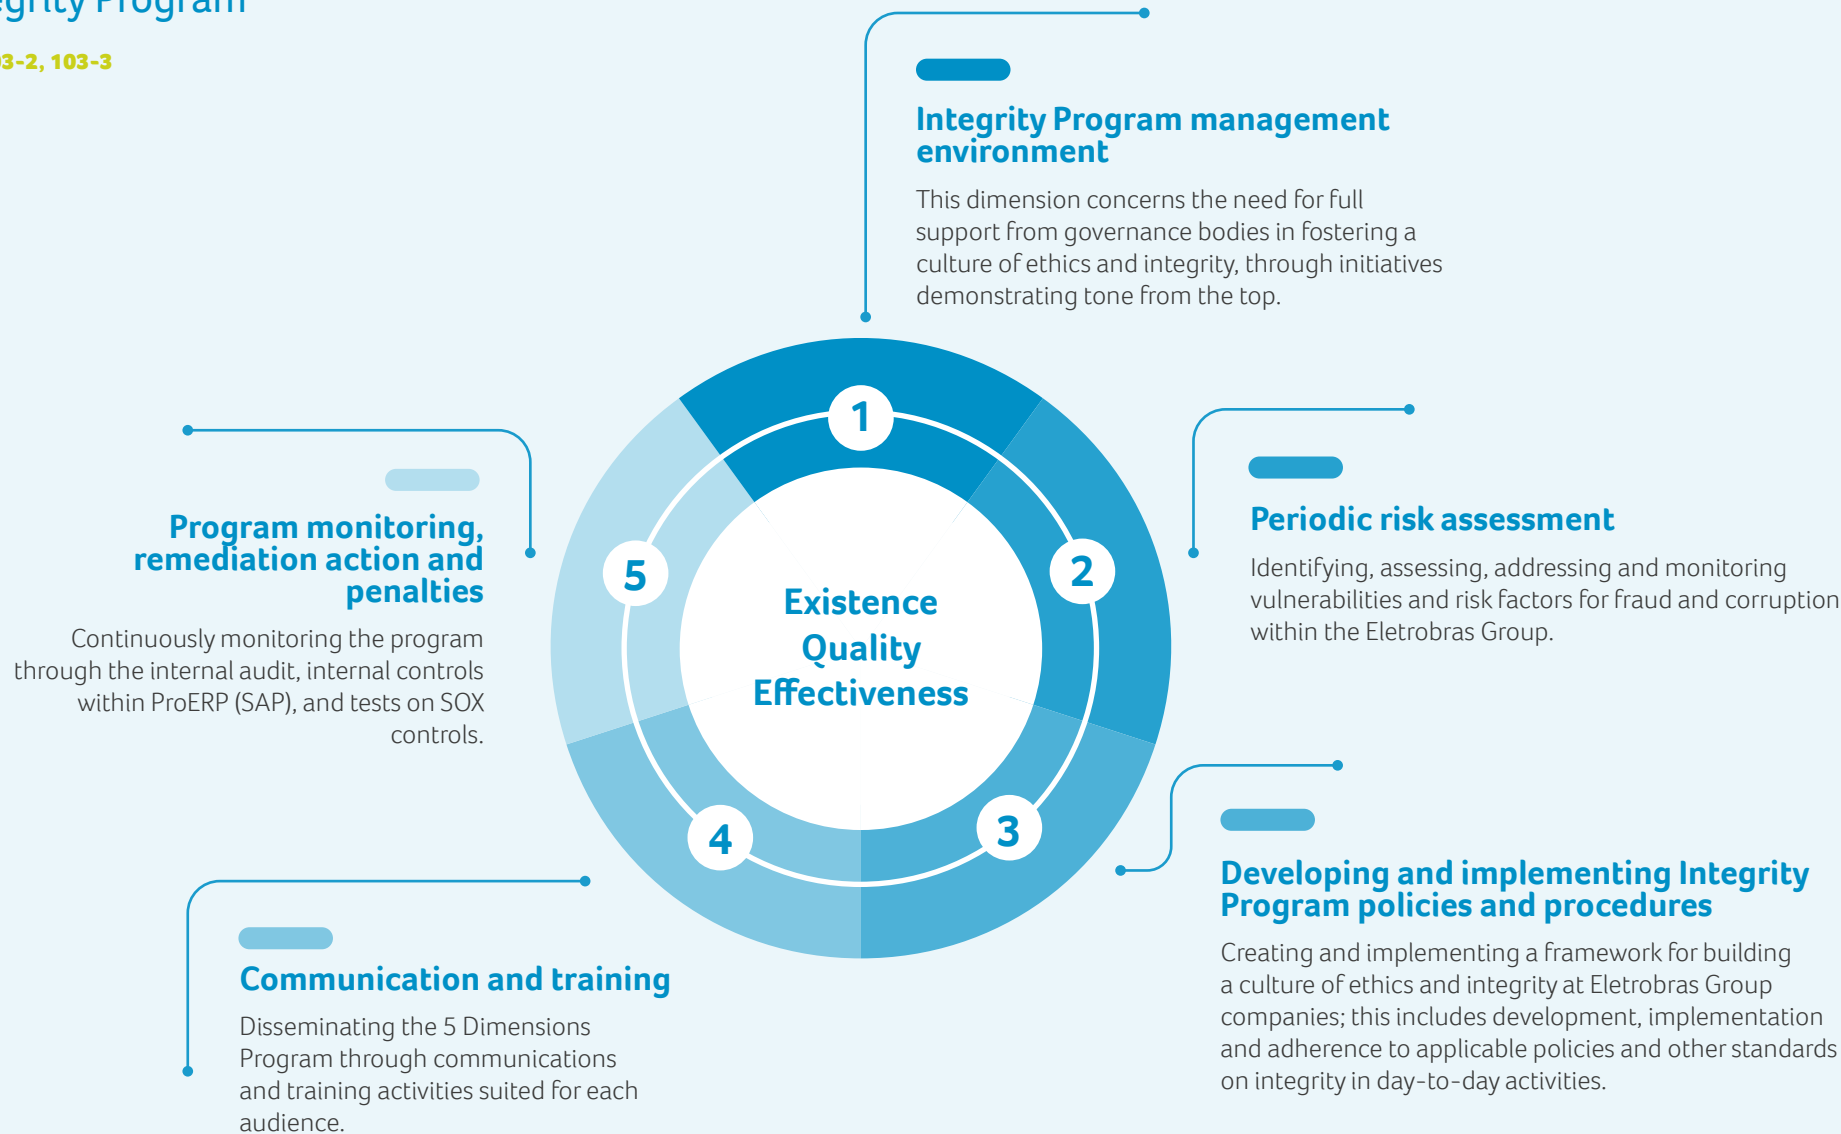 Program
103-3
Integrity Program management
environment
This dimension concerns the need for full
support from governance bodies in fostering a
culture of ethics and integrity, through initiatives
demonstrating tone from the top.
1
2
3
4
5
Existence
Quality
Effectiveness
Periodic risk assessment
Identifying, assessing, addressing and monitoring
vulnerabilities and risk factors for fraud and corruption
within the Eletrobras Group.
Developing and implementing Integrity
Program policies and procedures
Creating and implementing a framework for building
a culture of ethics and integrity at Eletrobras Group
companies; this includes development, implementation
and adherence to applicable policies and other standards
on integrity in day-to-day activities.
Communication and training
Disseminating the 5 Dimensions
Program through communications
and training activities suited for each
audience.
Program monitoring,
remediation action and
penalties
Continuously monitoring the program
through the internal audit, internal controls
within ProERP (SAP), and tests on SOX
controls.